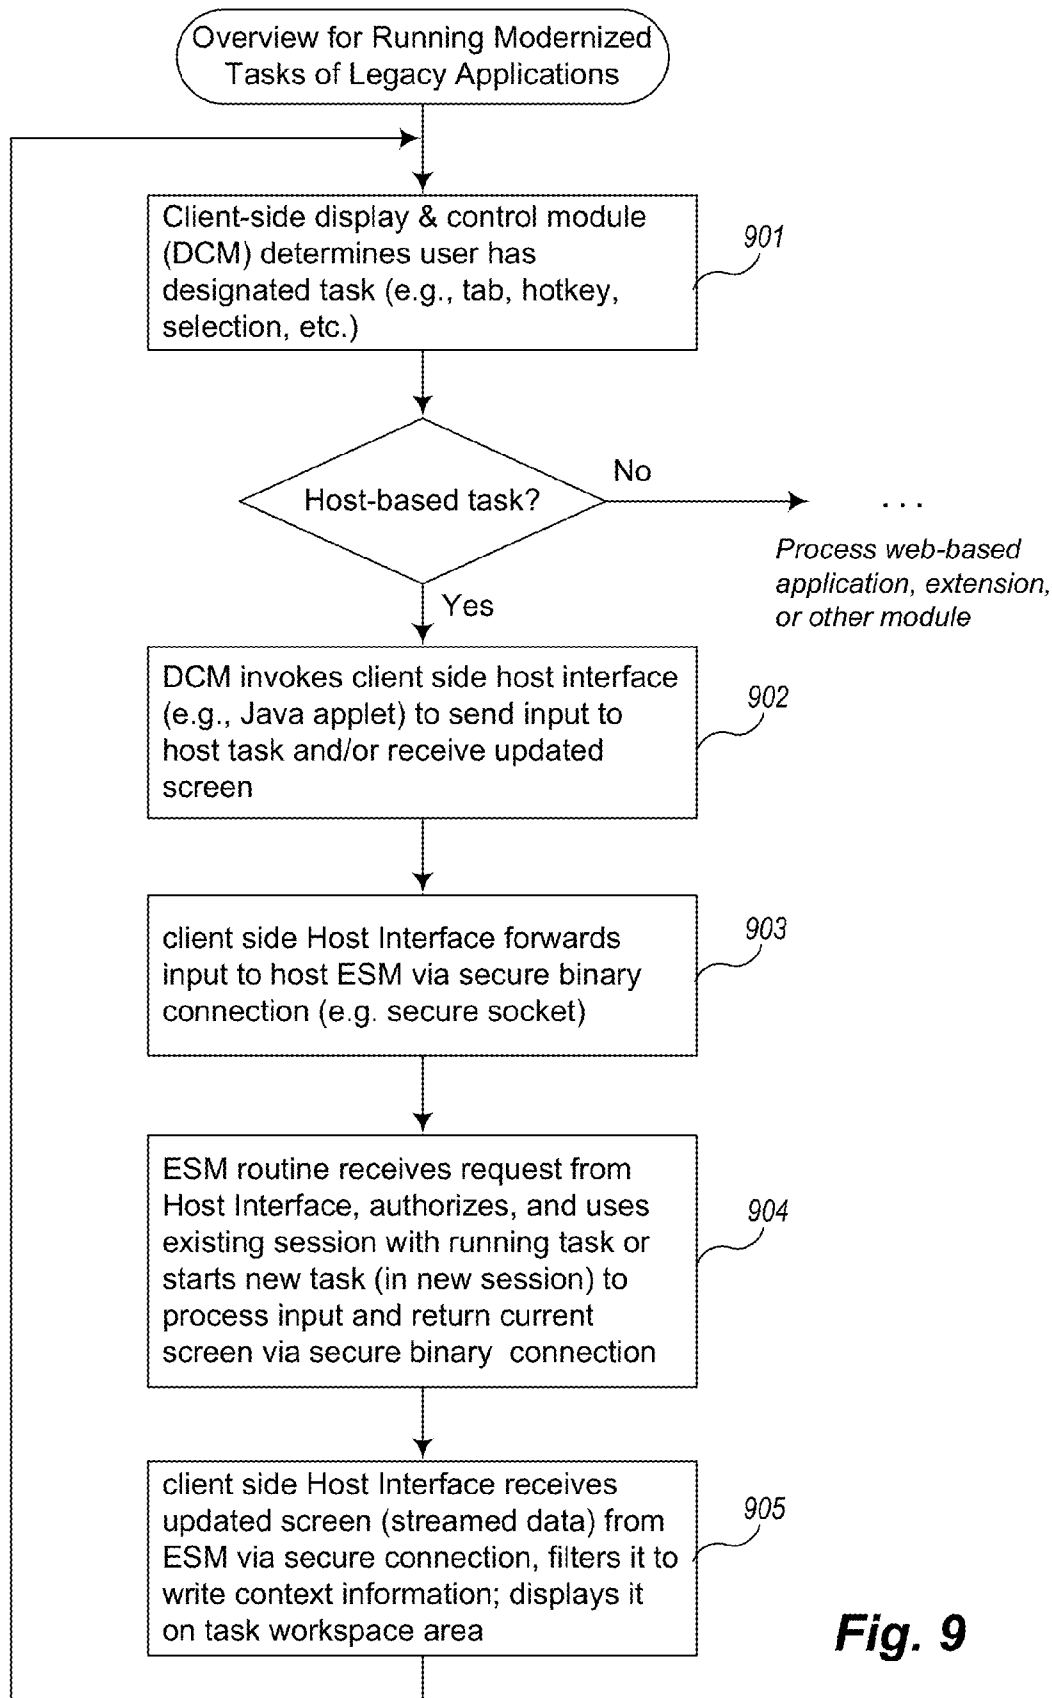 Overview for Running Modernized
Tasks of Legacy Applications
Client-side display & control module
(DCM) determines user has
designated task (e.g., tab, hotkey,
selection, etc.)
901
Host-based task?
No
. . .
Process web-based
application, extension,
or other module
Yes
DCM invokes client side host interface
(e.g., Java applet) to send input to
host task and/or receive updated
screen
902
client side Host Interface forwards
input to host ESM via secure binary
connection (e.g. secure socket)
903
ESM routine receives request from
Host Interface, authorizes, and uses
existing session with running task or
starts new task (in new session) to
process input and return current
screen via secure binary connection
904
client side Host Interface receives
updated screen (streamed data) from
ESM via secure connection, filters it to
write context information; displays it
on task workspace area
905
Fig. 9